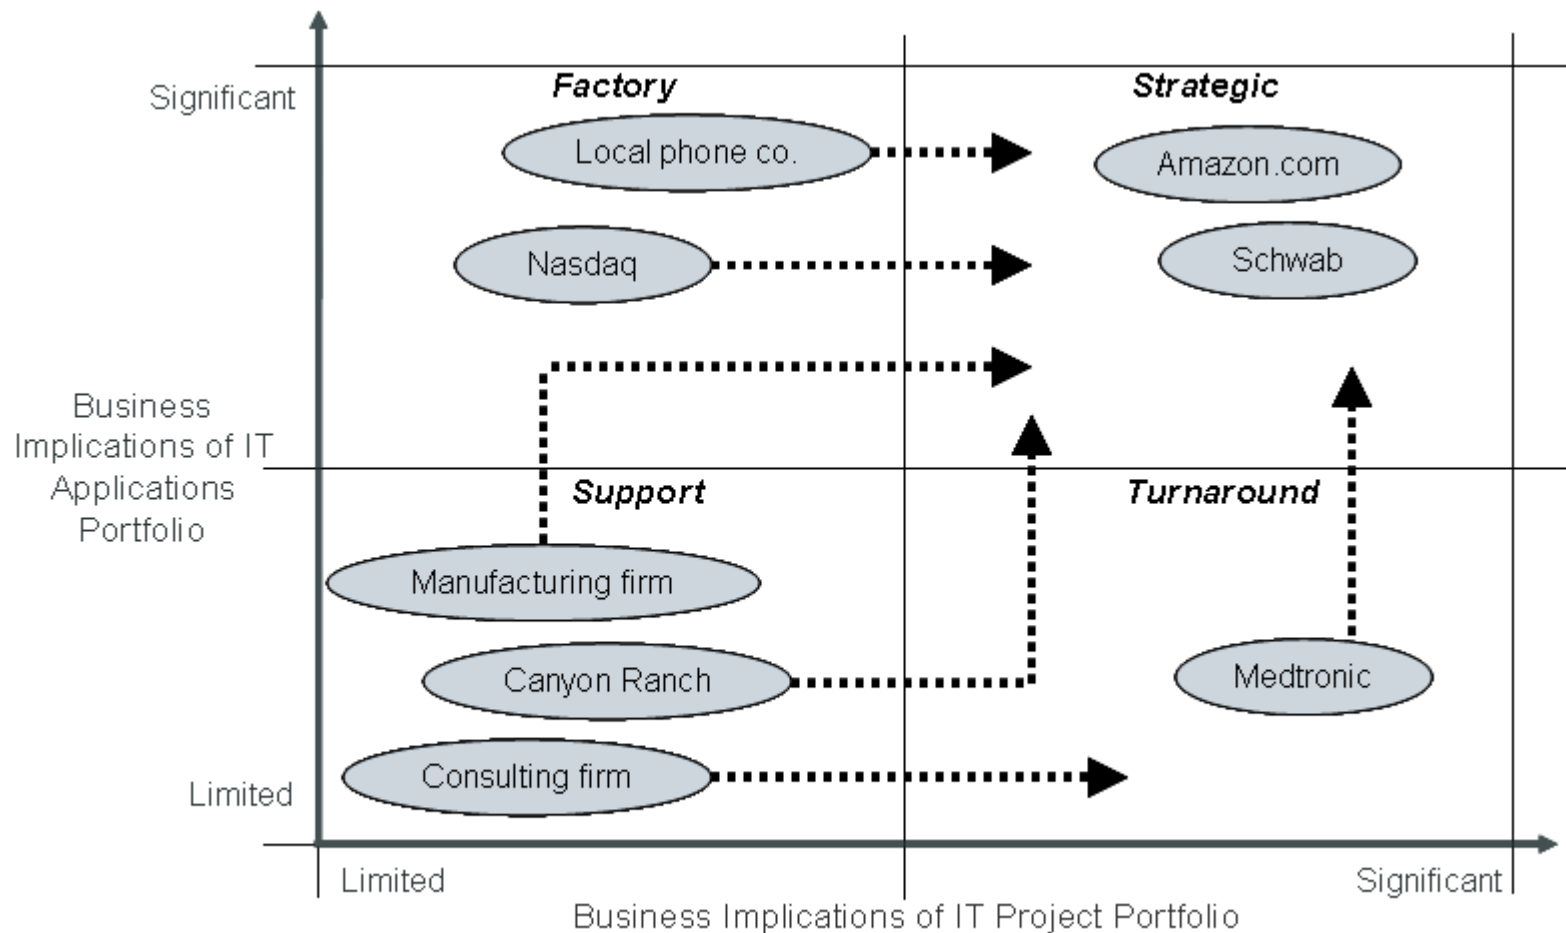 Factory
Strategic
Significant
Local phone co.
Amazon.com
Nasdaq
Schwab
Business
Implications of IT
Applications
Portfolio
Support
Turnaround
Manufacturing firm
Canyon Ranch
Medtronic
Consulting firm
Limited
Limited
Significant
Business Implications of IT Project Portfolio